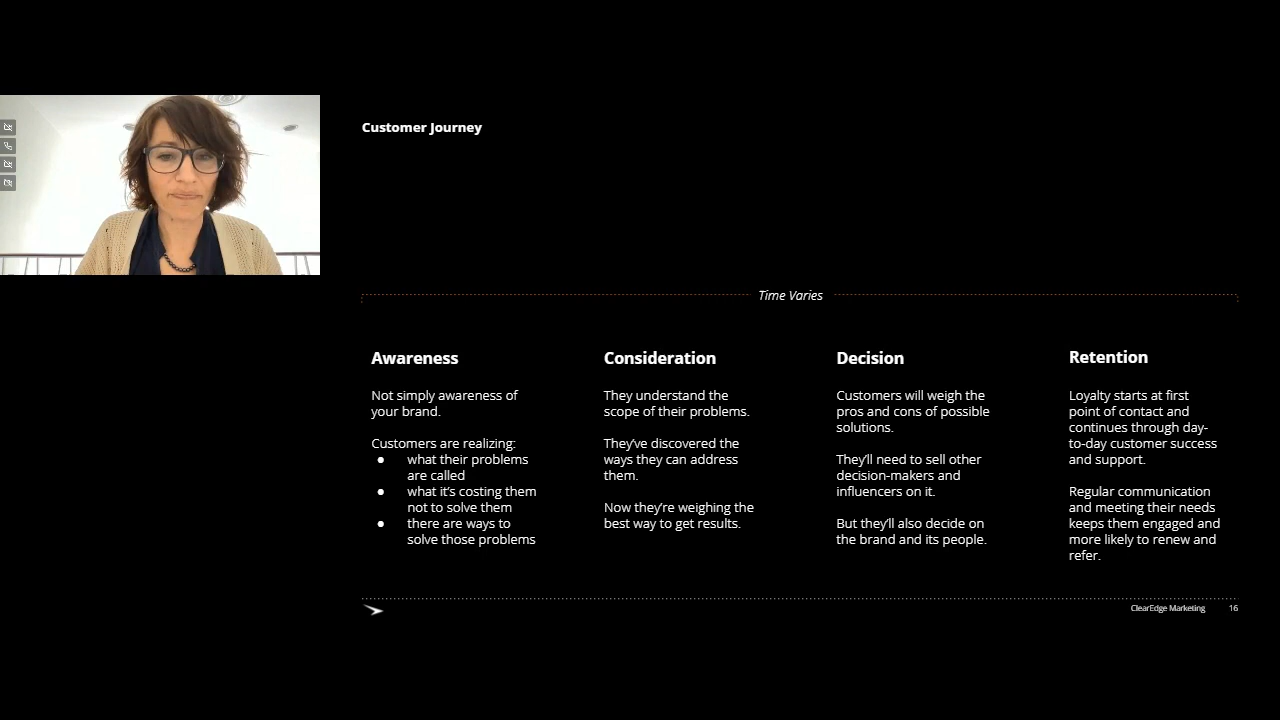 Customer Journey
Time Varies
Awareness
Not simply awareness of
your brand.
Customers are realizing:
● what their problems
are called
● what it's costing them
not to solve them
● there are ways to
solve those problems
Consideration
They understand the
scope of their problems.
They've discovered the
ways they can address
them.
Now they're weighing the
best way to get results.
Decision
Customers will weigh the
pros and cons of possible
solutions.
They'll need to sell other
decision-makers and
influencers on it.
But they'll also decide on
the brand and its people.
Retention
Loyalty starts at first
point of contact and
continues through day-
to-day customer success
and support.
Regular communication
and meeting their needs
keeps them engaged and
more likely to renew and
refer.
ClearEdge Marketing 16